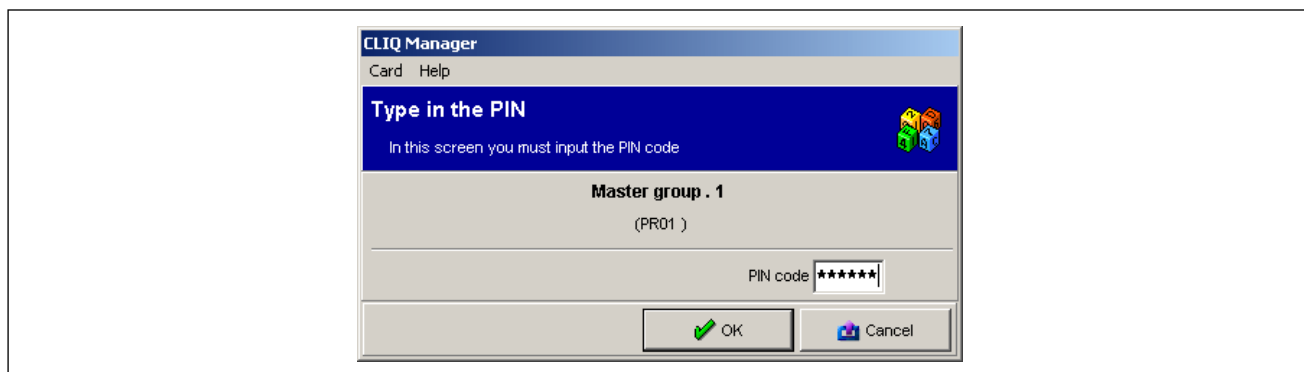 CLIQ Manager
Card Help
Type in the PIN
In this screen you must input the PIN code
Master group . 1
(PR01 )
PIN code ******
OK Cancel